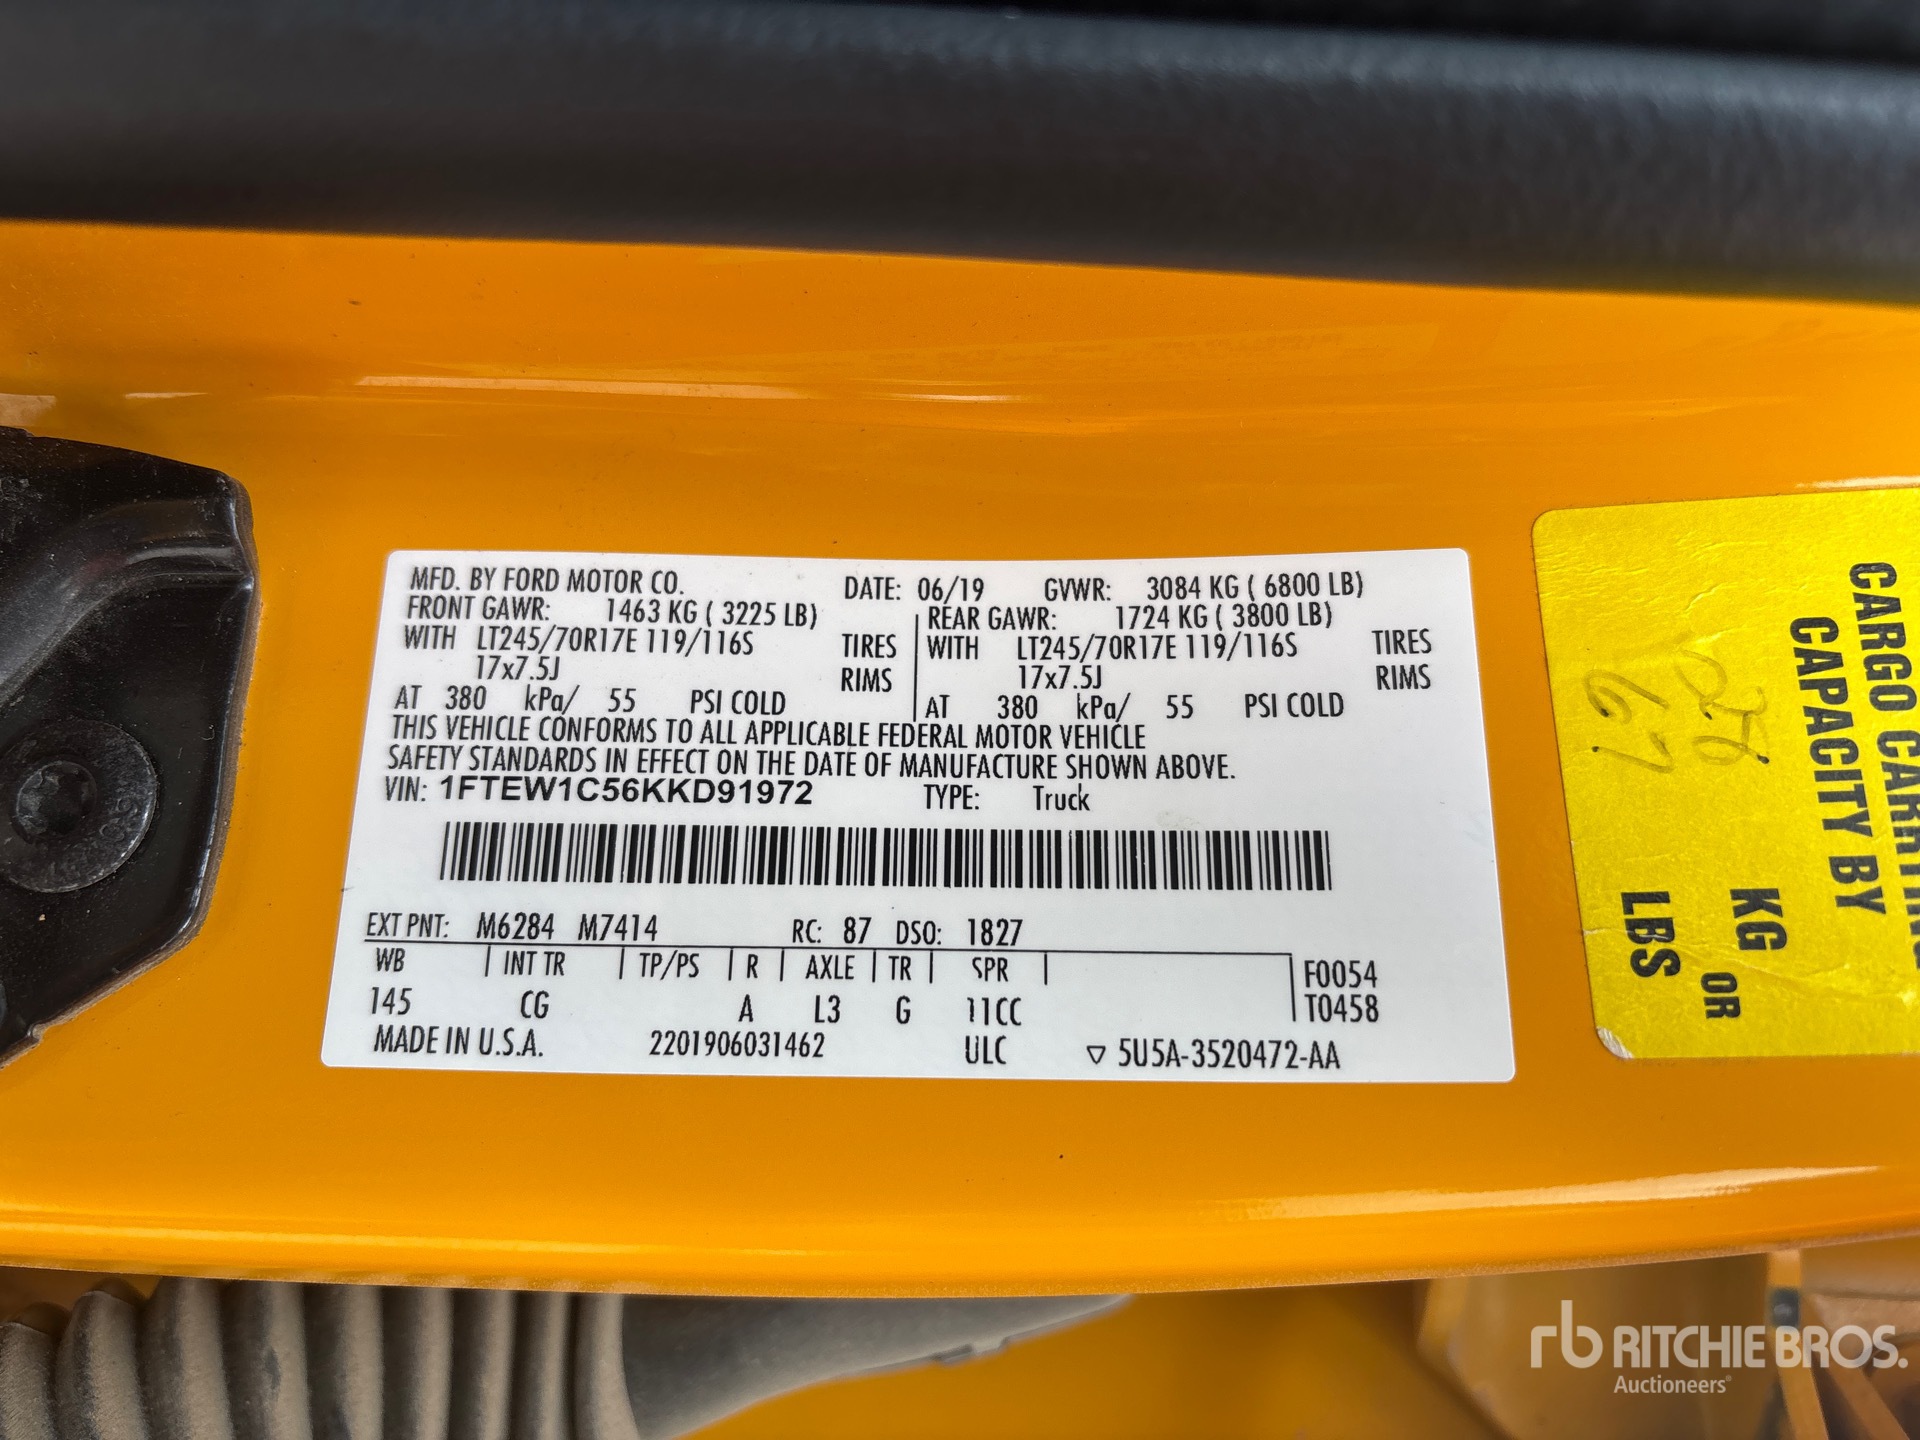 MFD. BY FORD MOTOR CO. DATE: 06/19 GVWR: 3084 KG ( 6800 LB)
FRONT GAWR: 1463 KG ( 3225 LB) REAR GAWR: 1724 KG ( 3800 LB)
WITH LT245/70R17E 119/116S TIRES WITH LT245/70R17E 119/116S TIRES
17x7.5J RIMS 17x7.5J RIMS
AT 380 kPa/ 55 PSI COLD AT 380 kPa/ 55 PSI COLD
THIS VEHICLE CONFORMS TO ALL APPLICABLE FEDERAL MOTOR VEHICLE
SAFETY STANDARDS IN EFFECT ON THE DATE OF MANUFACTURE SHOWN ABOVE.
VIN: 1FTEW1C56KKD91972 TYPE: Truck
EXT PNT: M6284 M7414 RC: 87 DSO: 1827
WB INT TR TP/PS R AXLE TR SPR F0054
145 CG A L3 G 11CC T0458
MADE IN U.S.A. 2201906031462 ULC 5U5A-3520472-AA
CARGO
CAPACITY BY
KG OR
67 LBS
RITCHIE BROS.
Auctioneers